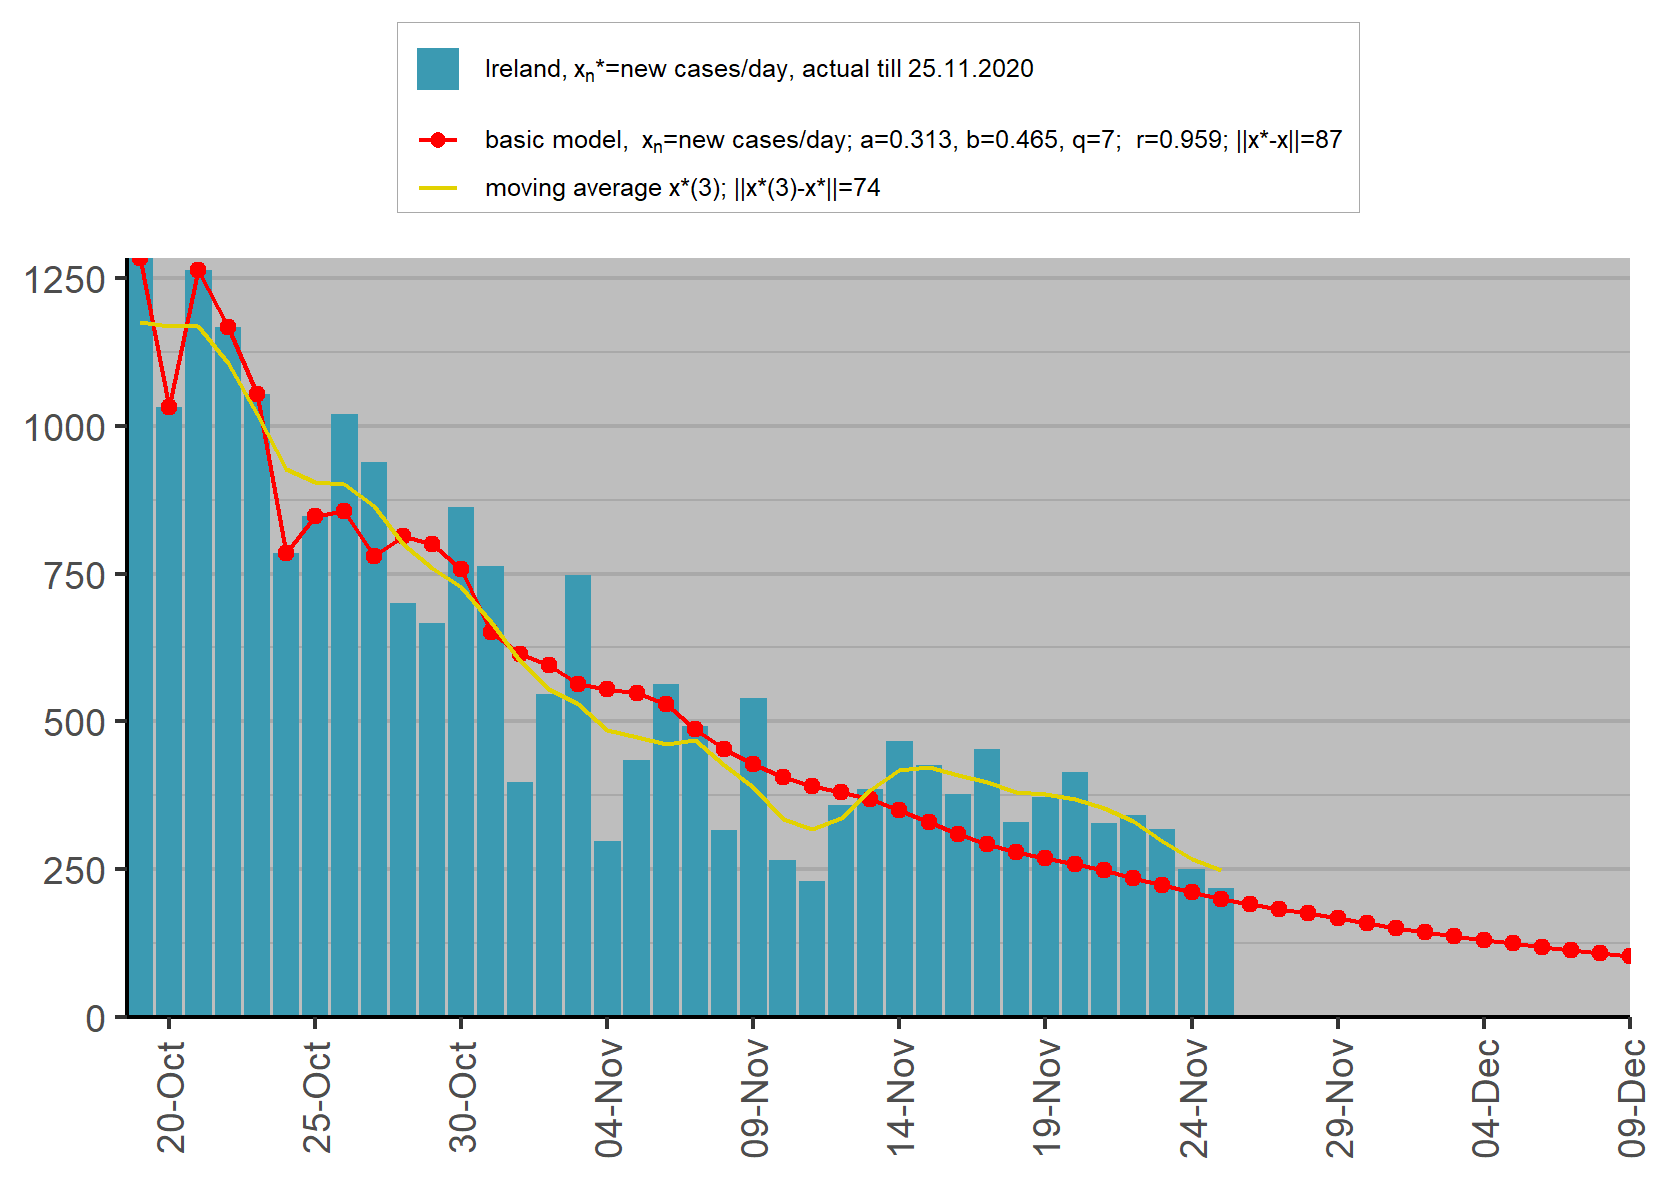 Ireland, xn*=new cases/day, actual till 25.11.2020
basic model,  xn=new cases/day; a=0.313, b=0.465, q=7;  r=0.959; ||x*-x||=87
moving average x*(3); ||x*(3)-x*||=74
1250
1000
750
500
250
0
20-Oct
25-Oct
30-Oct
04-Nov
09-Nov
14-Nov
19-Nov
24-Nov
29-Nov
04-Dec
09-Dec